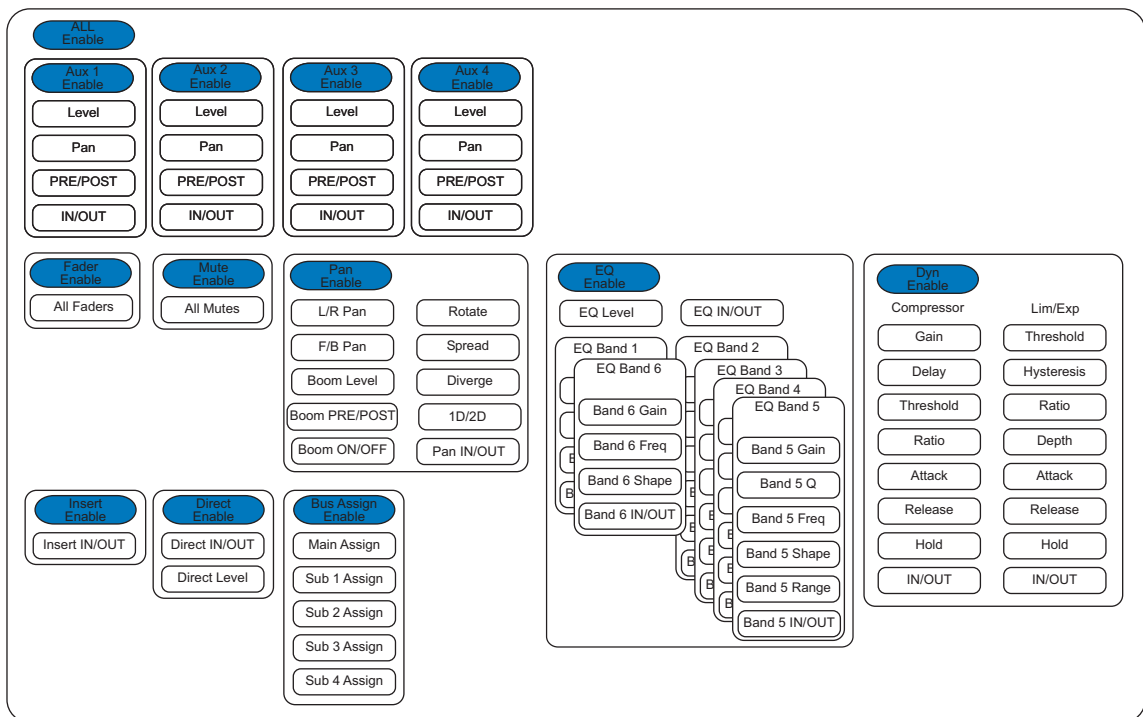 ALL
Enable
Aux 1
Enable
Level
Pan
PRE/POST
IN/OUT
Aux 2
Enable
Level
Pan
PRE/POST
IN/OUT
Aux 3
Enable
Level
Pan
PRE/POST
IN/OUT
Aux 4
Enable
Level
Pan
PRE/POST
IN/OUT
Fader
Enable
All Faders
Mute
Enable
All Mutes
Pan
Enable
L/R Pan
F/B Pan
Boom Level
Boom PRE/POST
Boom ON/OFF
Rotate
Spread
Diverge
1D/2D
Pan IN/OUT
EQ
Enable
EQ Level
EQ IN/OUT
EQ Band 1
EQ Band 6
Band 6 Gain
Band 6 Freq
Band 6 Shape
Band 6 IN/OUT
EQ Band 2
EQ Band 3
EQ Band 4
EQ Band 5
Band 5 Gain
Band 5 Q
Band 5 Freq
Band 5 Shape
Band 5 Range
Band 5 IN/OUT
Dyn
Enable
Compressor
Gain
Delay
Threshold
Ratio
Attack
Release
Hold
IN/OUT
Lim/Exp
Threshold
Hysteresis
Ratio
Depth
Attack
Release
Hold
IN/OUT
Insert
Enable
Insert IN/OUT
Direct
Enable
Direct IN/OUT
Direct Level
Bus Assign
Enable
Main Assign
Sub 1 Assign
Sub 2 Assign
Sub 3 Assign
Sub 4 Assign